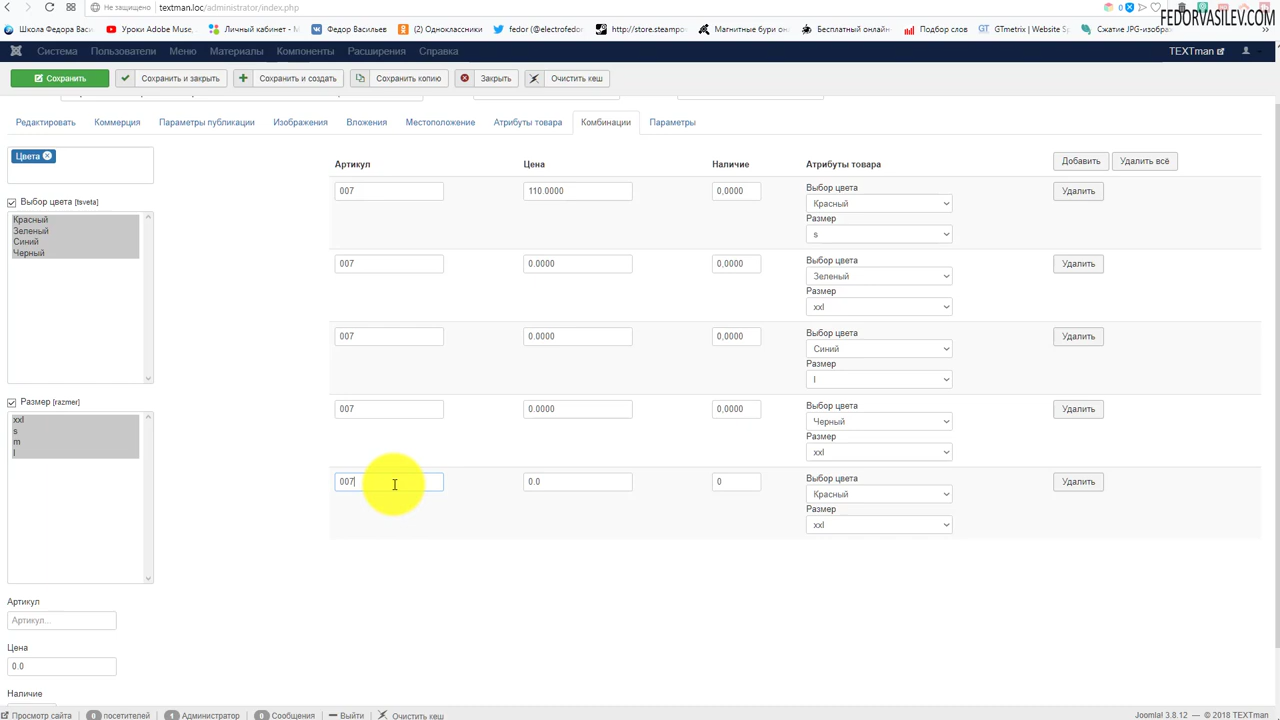 Не защищено textman.loc/administrator/index.php
FEDORVASILEV.COM
Школа Федора Васил Уроки Adobe Muse, Личный кабинет - М Федор Васильев (2) Одноклассники fedor (@electrofedor http://store.steampo Магнитные бури он Бесплатный онлайн Подбор слов GTmetrix | Website S Сжатие JPG-изобра
Система Пользователи Меню Материалы Компоненты Расширения Справка TEXTman
Сохранить Сохранить и закрыть Сохранить и создать Сохранить копию Закрыть Очистить кеш
Редактировать Коммерция Параметры публикации Изображения Вложения Местоположение Атрибуты товара Комбинации Параметры
Цвета
Выбор цвета [tsveta]
Красный
Зеленый
Синий
Черный
Размер [razmer]
xxl
s
m
l
Артикул
Артикул...
Цена
0.0
Наличие
Артикул Цена Наличие Атрибуты товара Добавить Удалить всё
007 110.0000 0,0000 Выбор цвета Удалить
Красный
Размер
s
007 0.0000 0,0000 Выбор цвета Удалить
Зеленый
Размер
xxl
007 0.0000 0,0000 Выбор цвета Удалить
Синий
Размер
l
007 0.0000 0,0000 Выбор цвета Удалить
Черный
Размер
xxl
007 0.0 0 Выбор цвета Удалить
Красный
Размер
xxl
Просмотр сайта 0 посетителей 1 Администратор 0 Сообщения Выйти Очистить кеш Joomla! 3.8.12 — © 2018 TEXTman